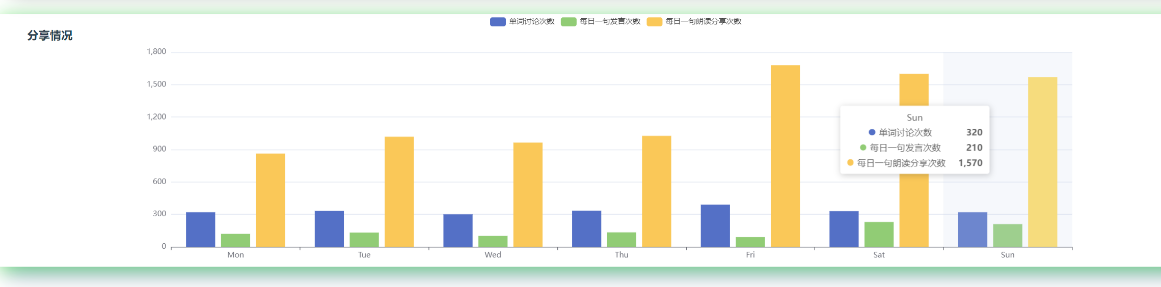 单词讨论次数 每日一句发言次数 每日一句朗读分享次数
分享情况
1,800
1,500
1,200
900
600
300
0
Sun
单词讨论次数 320
每日一句发言次数 210
每日一句朗读分享次数 1,570
Mon Tue Wed Thu Fri Sat Sun